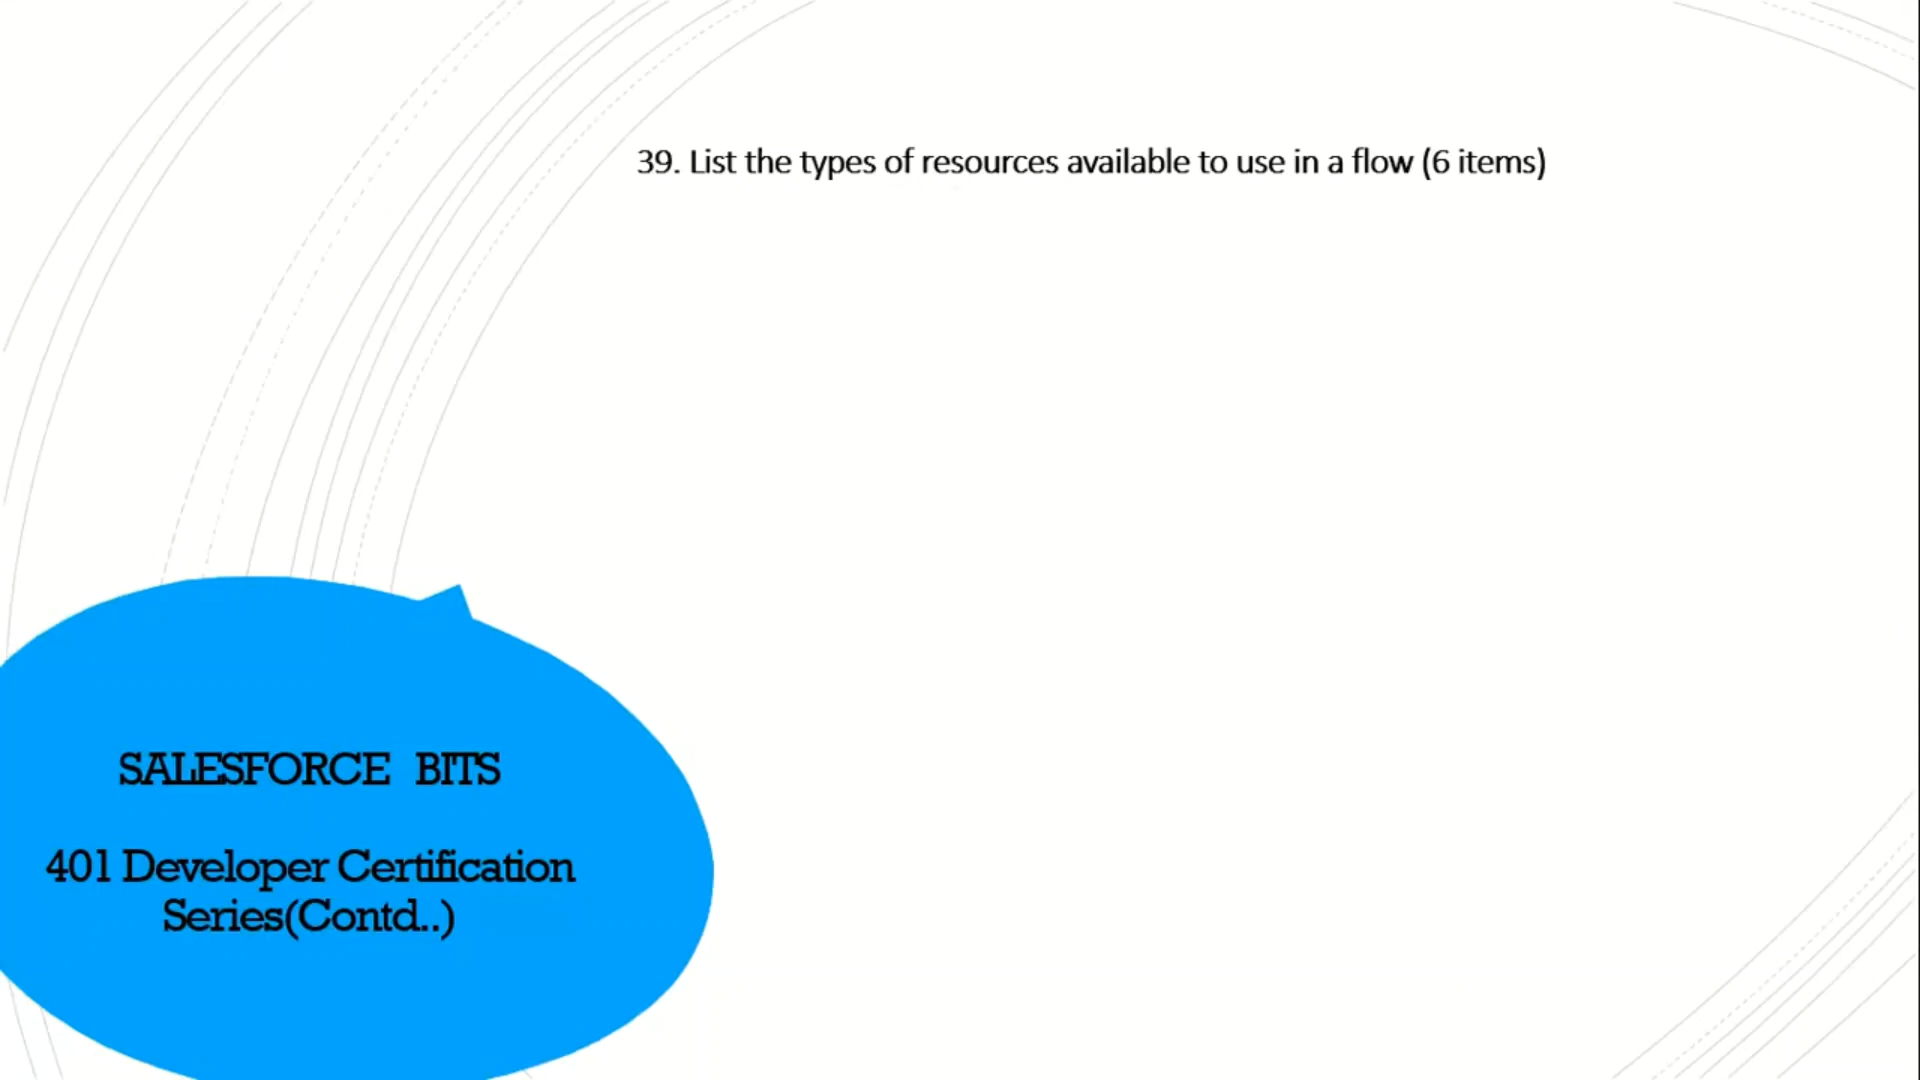 39. List the types of resources available to use in a flow (6 items)
SALESFORCE BITS
401 Developer Certification
Series(Contd..)